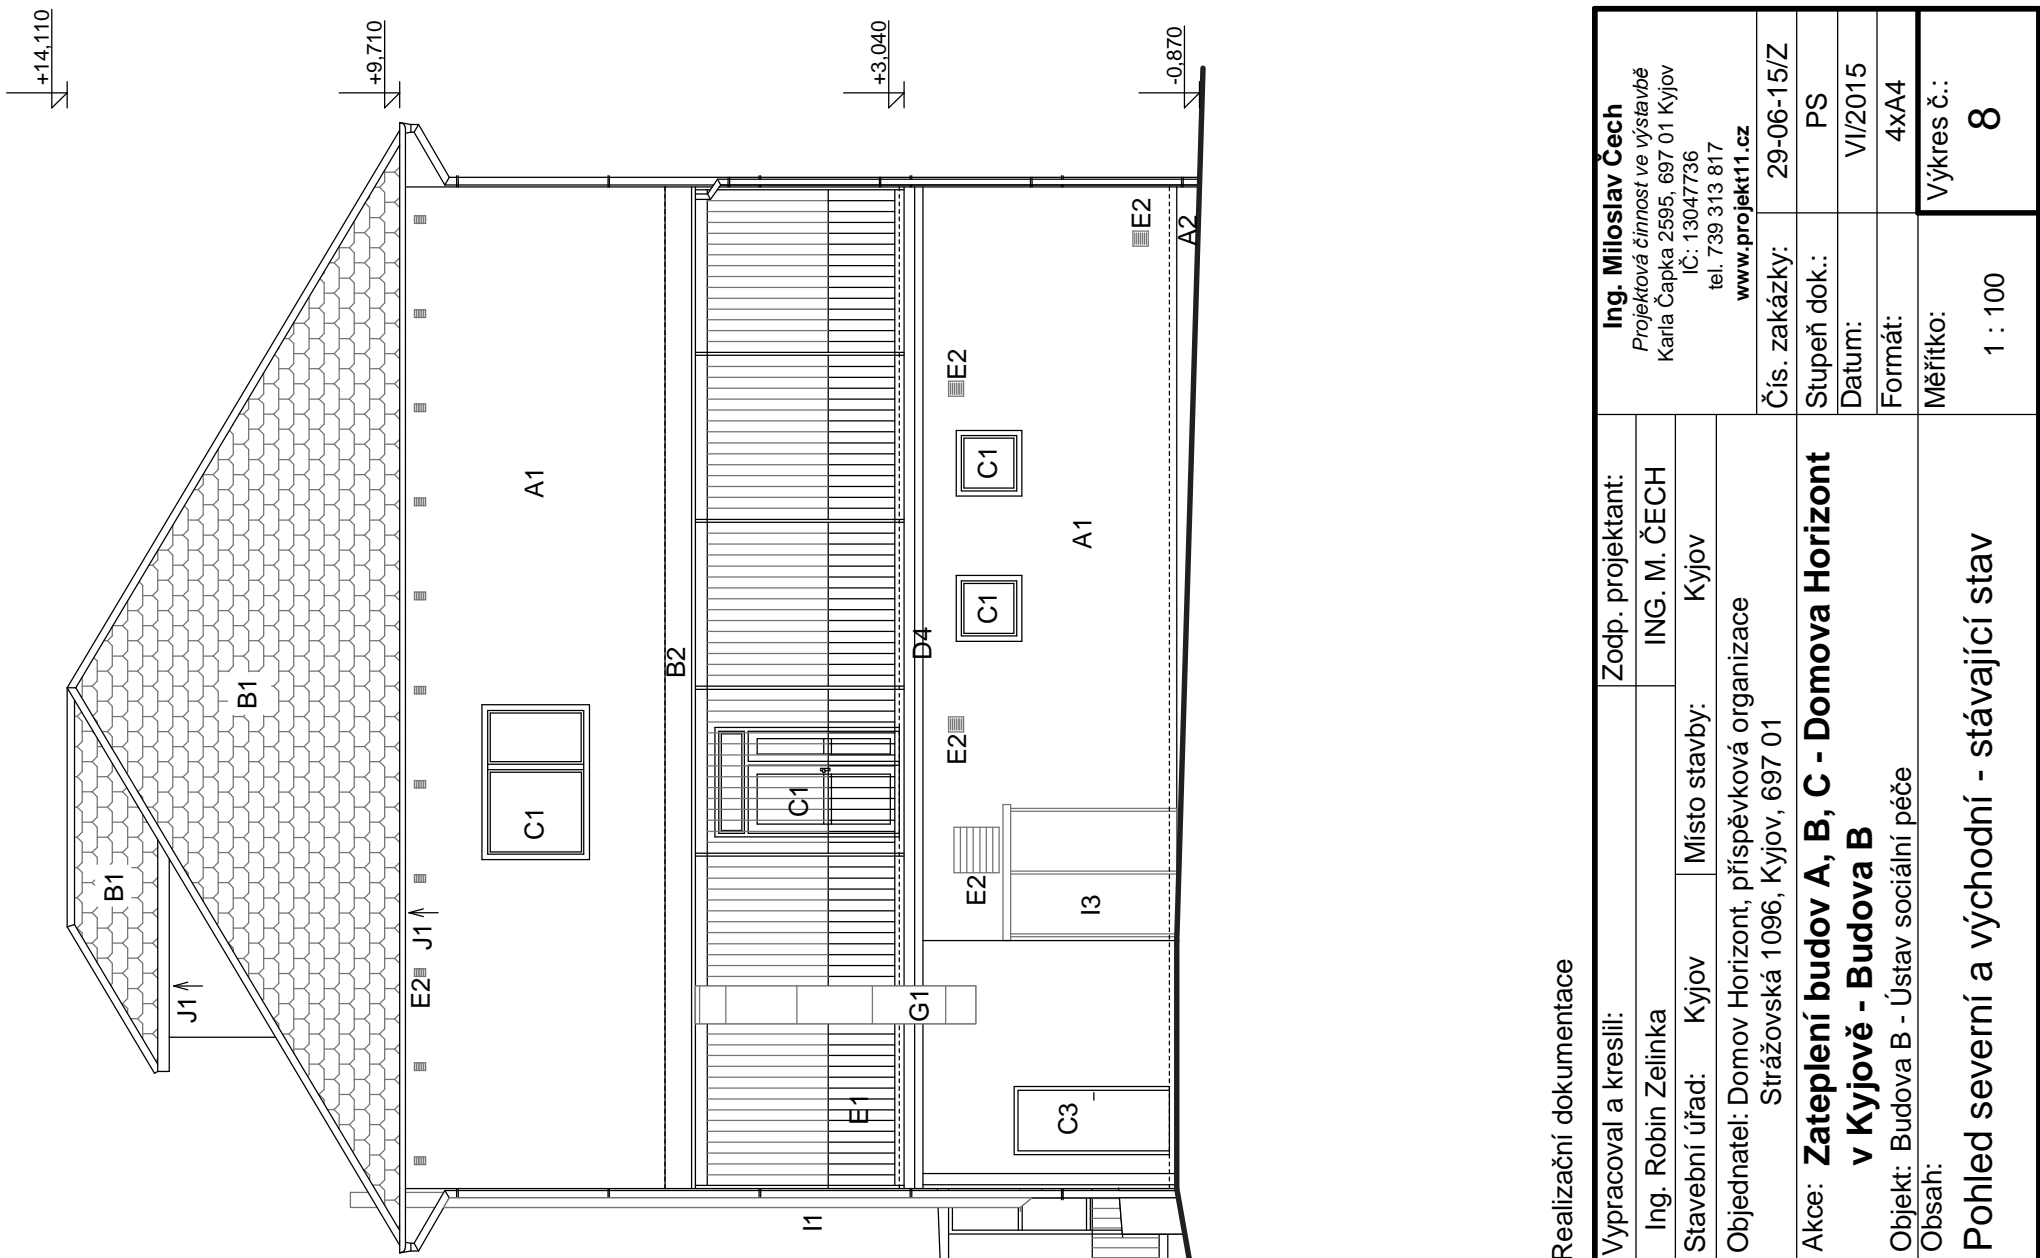 +14,110
+9,710
+3,040
-0,870
B1
B1
J1
E2
J1
C1
A1
B2
C1
E1
G1
D4
I1
E2
E2
E2
C1
C1
E2
A1
A2
I3
C3
Realizační dokumentace
Vypracoval a kreslil:
Zodp. projektant:
Ing. Robin Zelinka
ING. M. ČECH
Stavební úřad: Kyjov
Místo stavby: Kyjov
Objednatel: Domov Horizont, příspěvková organizace
Strážovská 1096, Kyjov, 697 01
Akce: Zateplení budov A, B, C - Domova Horizont
v Kyjově - Budova B
Objekt: Budova B - Ústav sociální péče
Obsah:
Pohled severní a východní - stávající stav
Ing. Miloslav Čech
Projektová činnost ve výstavbě
Karla Čapka 2595, 697 01 Kyjov
IČ: 13047736
tel. 739 313 817
www.projekt11.cz
Čís. zakázky: 29-06-15/Z
Stupeň dok.: PS
Datum: VI/2015
Formát: 4xA4
Měřítko:
1 : 100
Výkres č.:
8